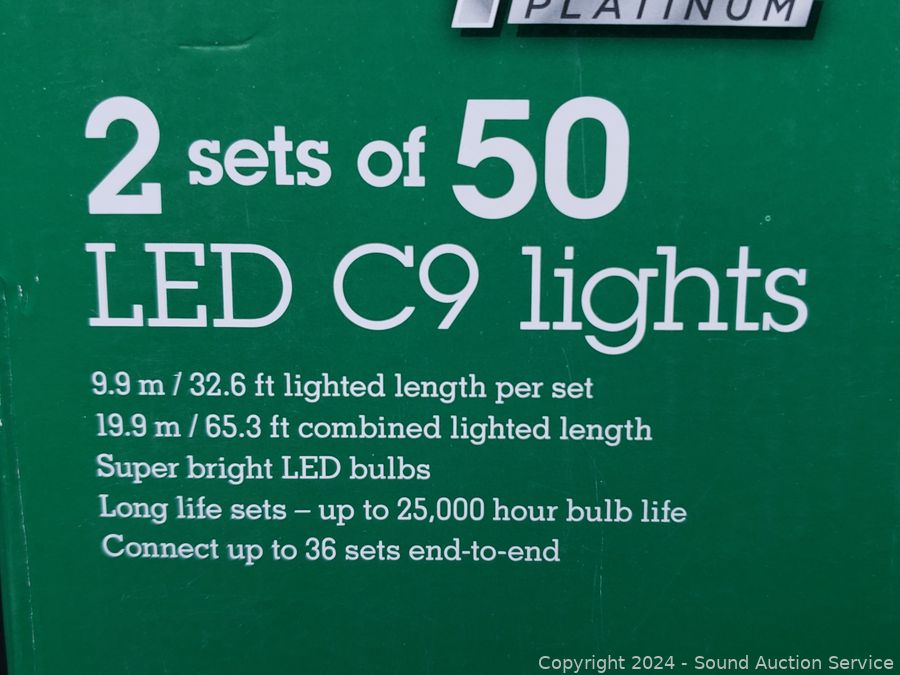 PLATINUM
2 sets of 50
LED C9 lights
9.9 m / 32.6 ft lighted length per set
19.9 m / 65.3 ft combined lighted length
Super bright LED bulbs
Long life sets – up to 25,000 hour bulb life
Connect up to 36 sets end-to-end
Copyright 2024 - Sound Auction Service